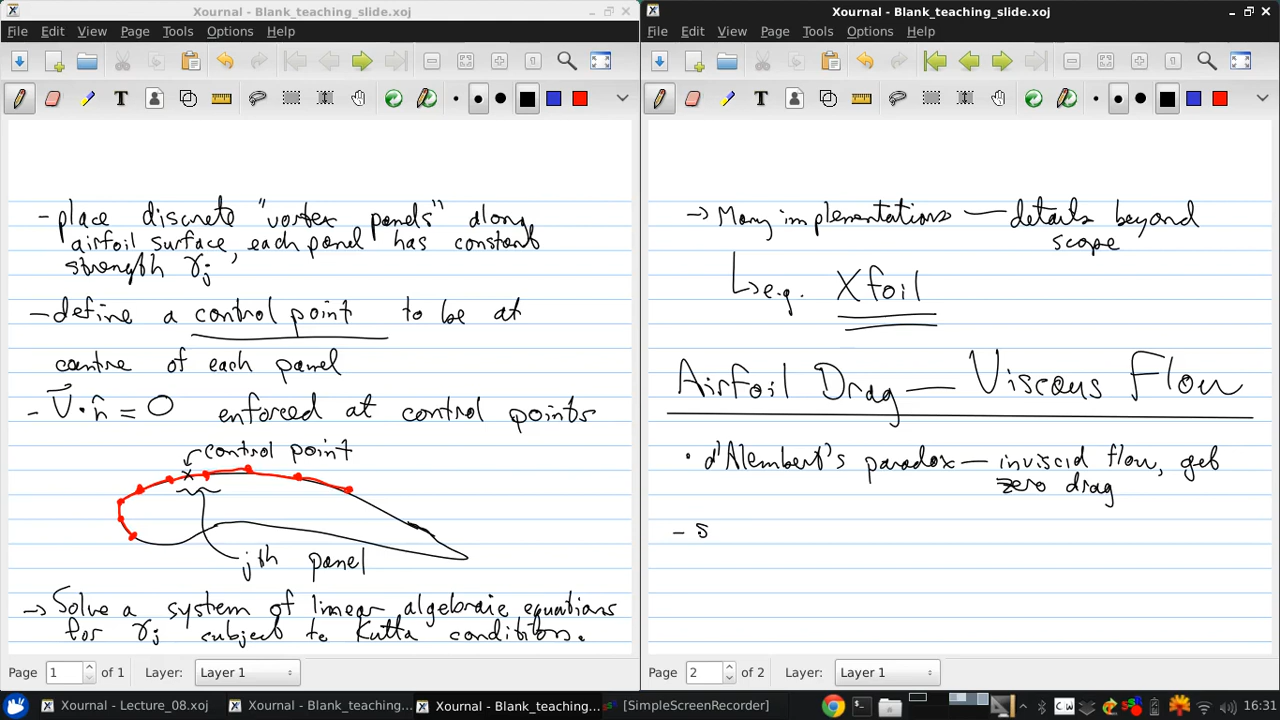 Xournal - Blank_teaching_slide.xoj
File Edit View Page Tools Options Help
- place discrete "vortex panels" along
airfoil surface, each panel has constant
strength γj
- define a control point to be at
centre of each panel
- V⃗·n̂ = 0 enforced at control points
control point
x
jth panel
→ Solve a system of linear algebraic equations
for γj subject to Kutta conditions.
Page 1 of 1 Layer: Layer 1
Xournal - Blank_teaching_slide.xoj
File Edit View Page Tools Options Help
→ Many implementations — details beyond
scope
e.g. Xfoil
Airfoil Drag — Viscous Flow
• d'Alembert's paradox — inviscid flow, get
zero drag
- s
Page 2 of 2 Layer: Layer 1
Xournal - Lecture_08.xoj Xournal - Blank_teaching... Xournal - Blank_teaching... [SimpleScreenRecorder] 16:31